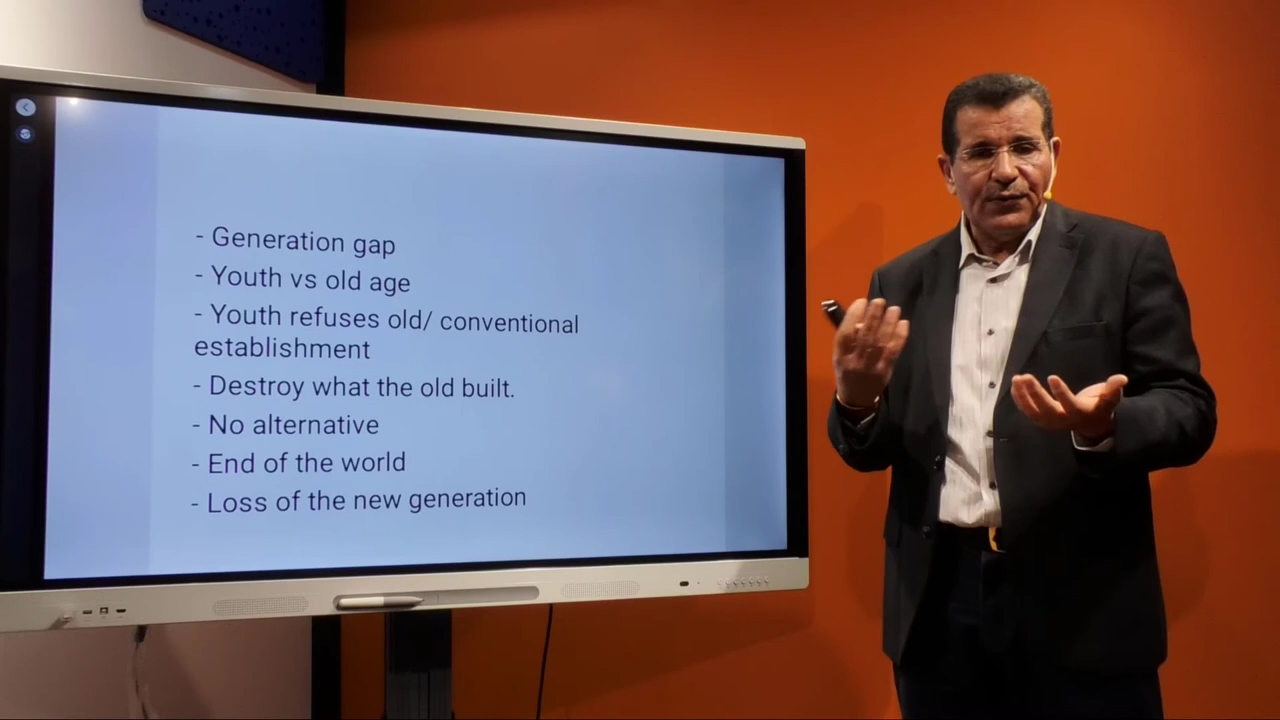 - Generation gap
- Youth vs old age
- Youth refuses old/ conventional
establishment
- Destroy what the old built.
- No alternative
- End of the world
- Loss of the new generation